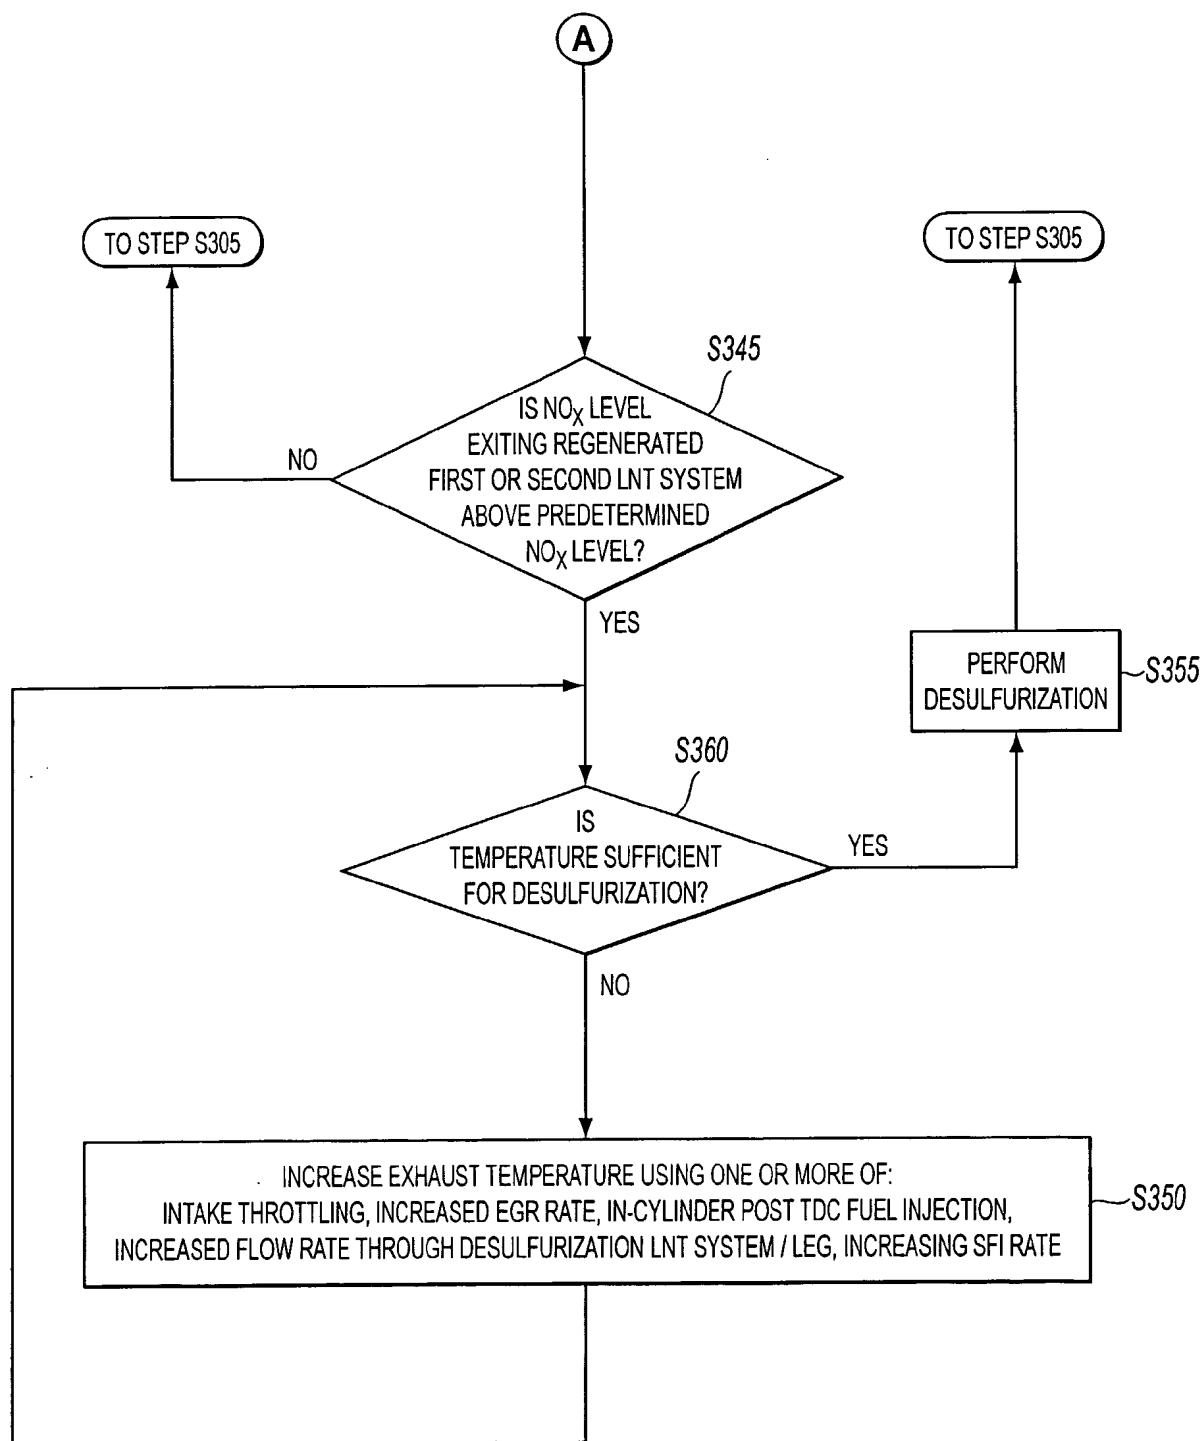 A
TO STEP S305
TO STEP S305
S345
IS NOX LEVEL
EXITING REGENERATED
FIRST OR SECOND LNT SYSTEM
ABOVE PREDETERMINED
NOX LEVEL?
NO
YES
PERFORM
DESULFURIZATION
S355
S360
IS
TEMPERATURE SUFFICIENT
FOR DESULFURIZATION?
YES
NO
INCREASE EXHAUST TEMPERATURE USING ONE OR MORE OF:
INTAKE THROTTLING, INCREASED EGR RATE, IN-CYLINDER POST TDC FUEL INJECTION,
INCREASED FLOW RATE THROUGH DESULFURIZATION LNT SYSTEM / LEG, INCREASING SFI RATE
S350